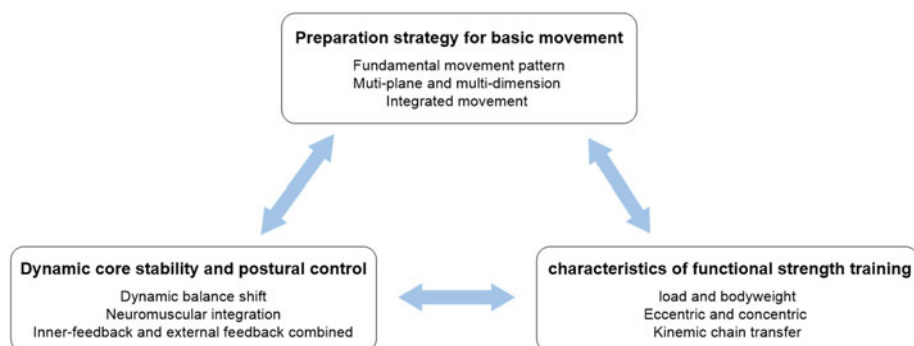 Preparation strategy for basic movement
Fundamental movement pattern
Muti-plane and multi-dimension
Integrated movement
Dynamic core stability and postural control
Dynamic balance shift
Neuromuscular integration
Inner-feedback and external feedback combined
characteristics of functional strength training
load and bodyweight
Eccentric and concentric
Kinemic chain transfer